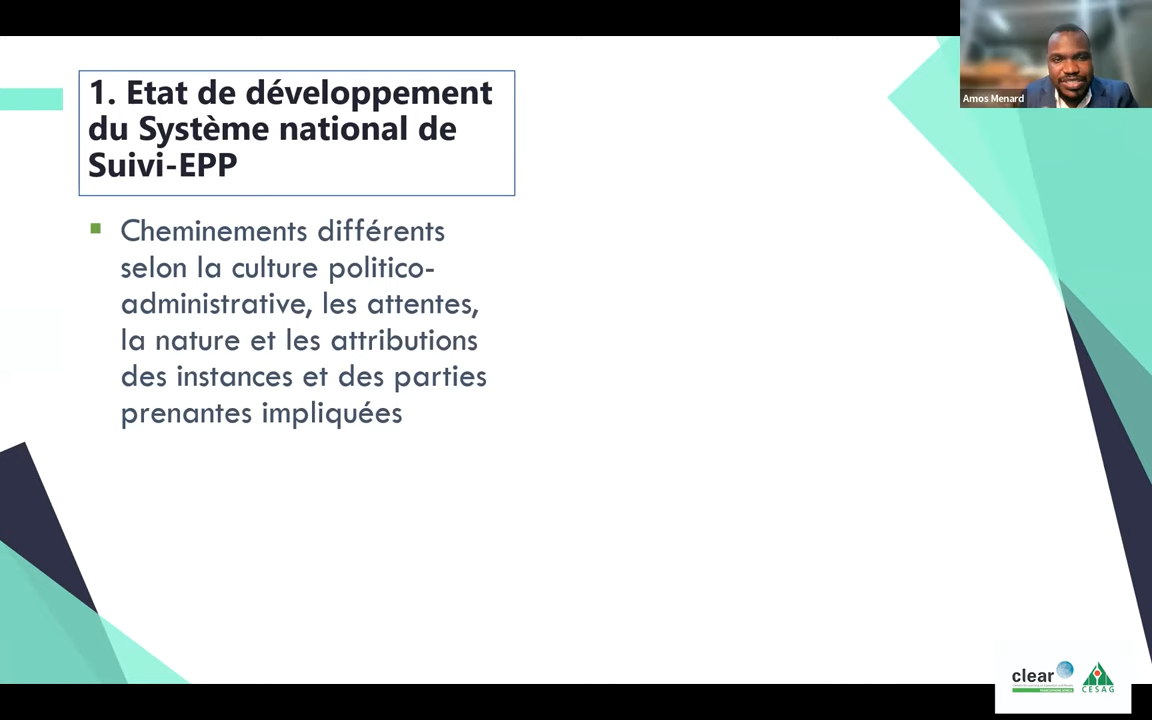 1. Etat de développement
du Système national de
Suivi-EPP
Cheminements différents
selon la culture politico-
administrative, les attentes,
la nature et les attributions
des instances et des parties
prenantes impliquées
Amos Menard
clear
CESAG